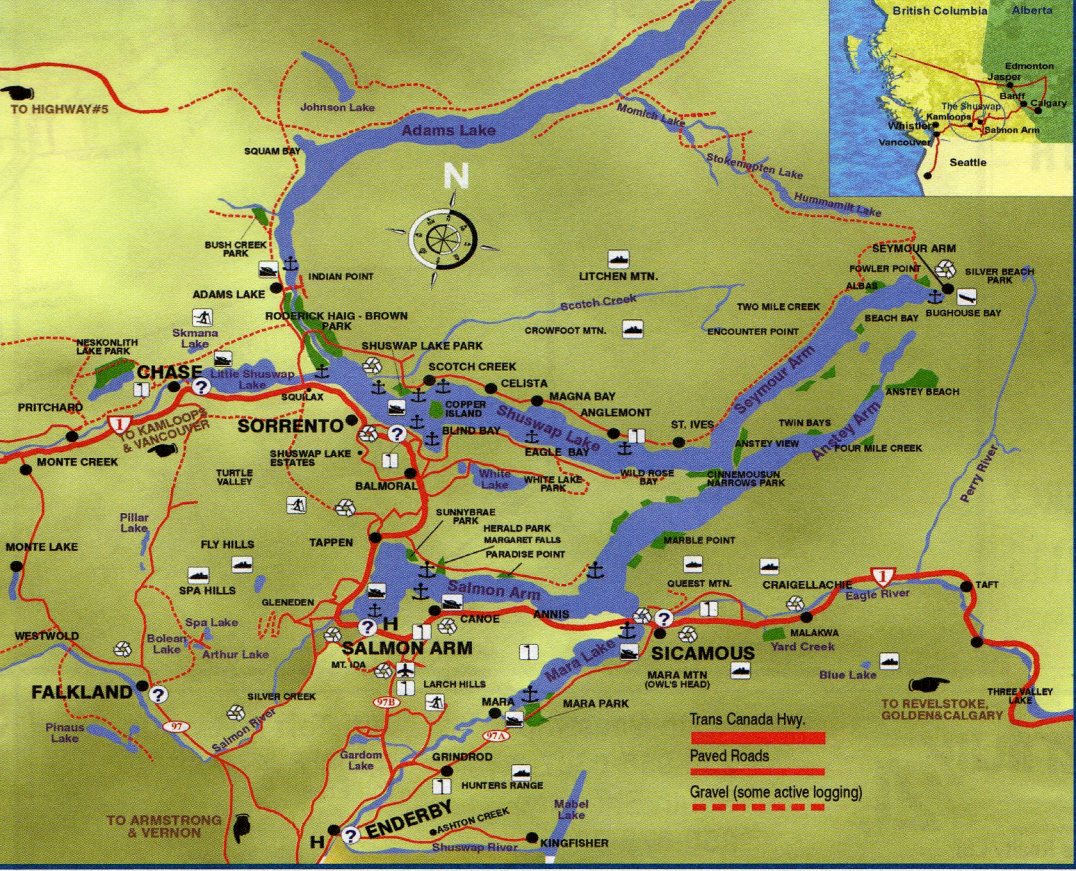 British Columbia
Alberta
Edmonton
Jasper
Banff
The Shuswap
Calgary
Kamloops
Whistler
Salmon Arm
Vancouver
Seattle
TO HIGHWAY#5
Johnson Lake
Adams Lake
Momich Lake
SQUAM BAY
N
Stokemapten Lake
Hummamilt Lake
BUSH CREEK
PARK
SEYMOUR ARM
FOWLER POINT
SILVER BEACH
PARK
INDIAN POINT
LITCHEN MTN.
ALBAS
ADAMS LAKE
Scotch Creek
TWO MILE CREEK
BUGHOUSE BAY
RODERICK HAIG - BROWN
PARK
BEACH BAY
CROWFOOT MTN.
ENCOUNTER POINT
Skmana
Lake
NESKONLITH
LAKE PARK
SHUSWAP LAKE PARK
CHASE
?
Little Shuswap
Lake
SCOTCH CREEK
CELISTA
Seymour Arm
MAGNA BAY
ANSTEY BEACH
SQUILAX
PRITCHARD
1
TO KAMLOOPS
& VANCOUVER
COPPER
ISLAND
Shuswap Lake
ANGLEMONT
SORRENTO
?
BLIND BAY
ST. IVES
TWIN BAYS
Anstey Arm
ANSTEY VIEW
FOUR MILE CREEK
EAGLE BAY
SHUSWAP LAKE
ESTATES
MONTE CREEK
TURTLE
VALLEY
BALMORAL
White
Lake
WHITE LAKE
PARK
WILD ROSE
BAY
CINNEMOUSUN
NARROWS PARK
Perry River
SUNNYBRAE
PARK
Pillar
Lake
HERALD PARK
MARGARET FALLS
PARADISE POINT
MARBLE POINT
TAPPEN
FLY HILLS
MONTE LAKE
SPA HILLS
Salmon Arm
QUEEST MTN.
CRAIGELLACHIE
1
Eagle River
TAFT
GLENEDEN
H
?
CANOE
ANNIS
?
MALAKWA
Yard Creek
Spa Lake
WESTWOLD
Bolean
Lake
Arthur Lake
SALMON ARM
MT. IDA
SICAMOUS
Mara Lake
MARA MTN
(OWL'S HEAD)
Blue Lake
FALKLAND
?
SILVER CREEK
LARCH HILLS
97B
MARA
MARA PARK
THREE VALLEY
LAKE
TO REVELSTOKE,
GOLDEN&CALGARY
Pinaus
Lake
97
Salmon River
97A
Trans Canada Hwy.
Paved Roads
Gardom
Lake
GRINDROD
HUNTERS RANGE
Gravel (some active logging)
TO ARMSTRONG
& VERNON
H
?
ENDERBY
ASHTON CREEK
Mabel
Lake
Shuswap River
KINGFISHER